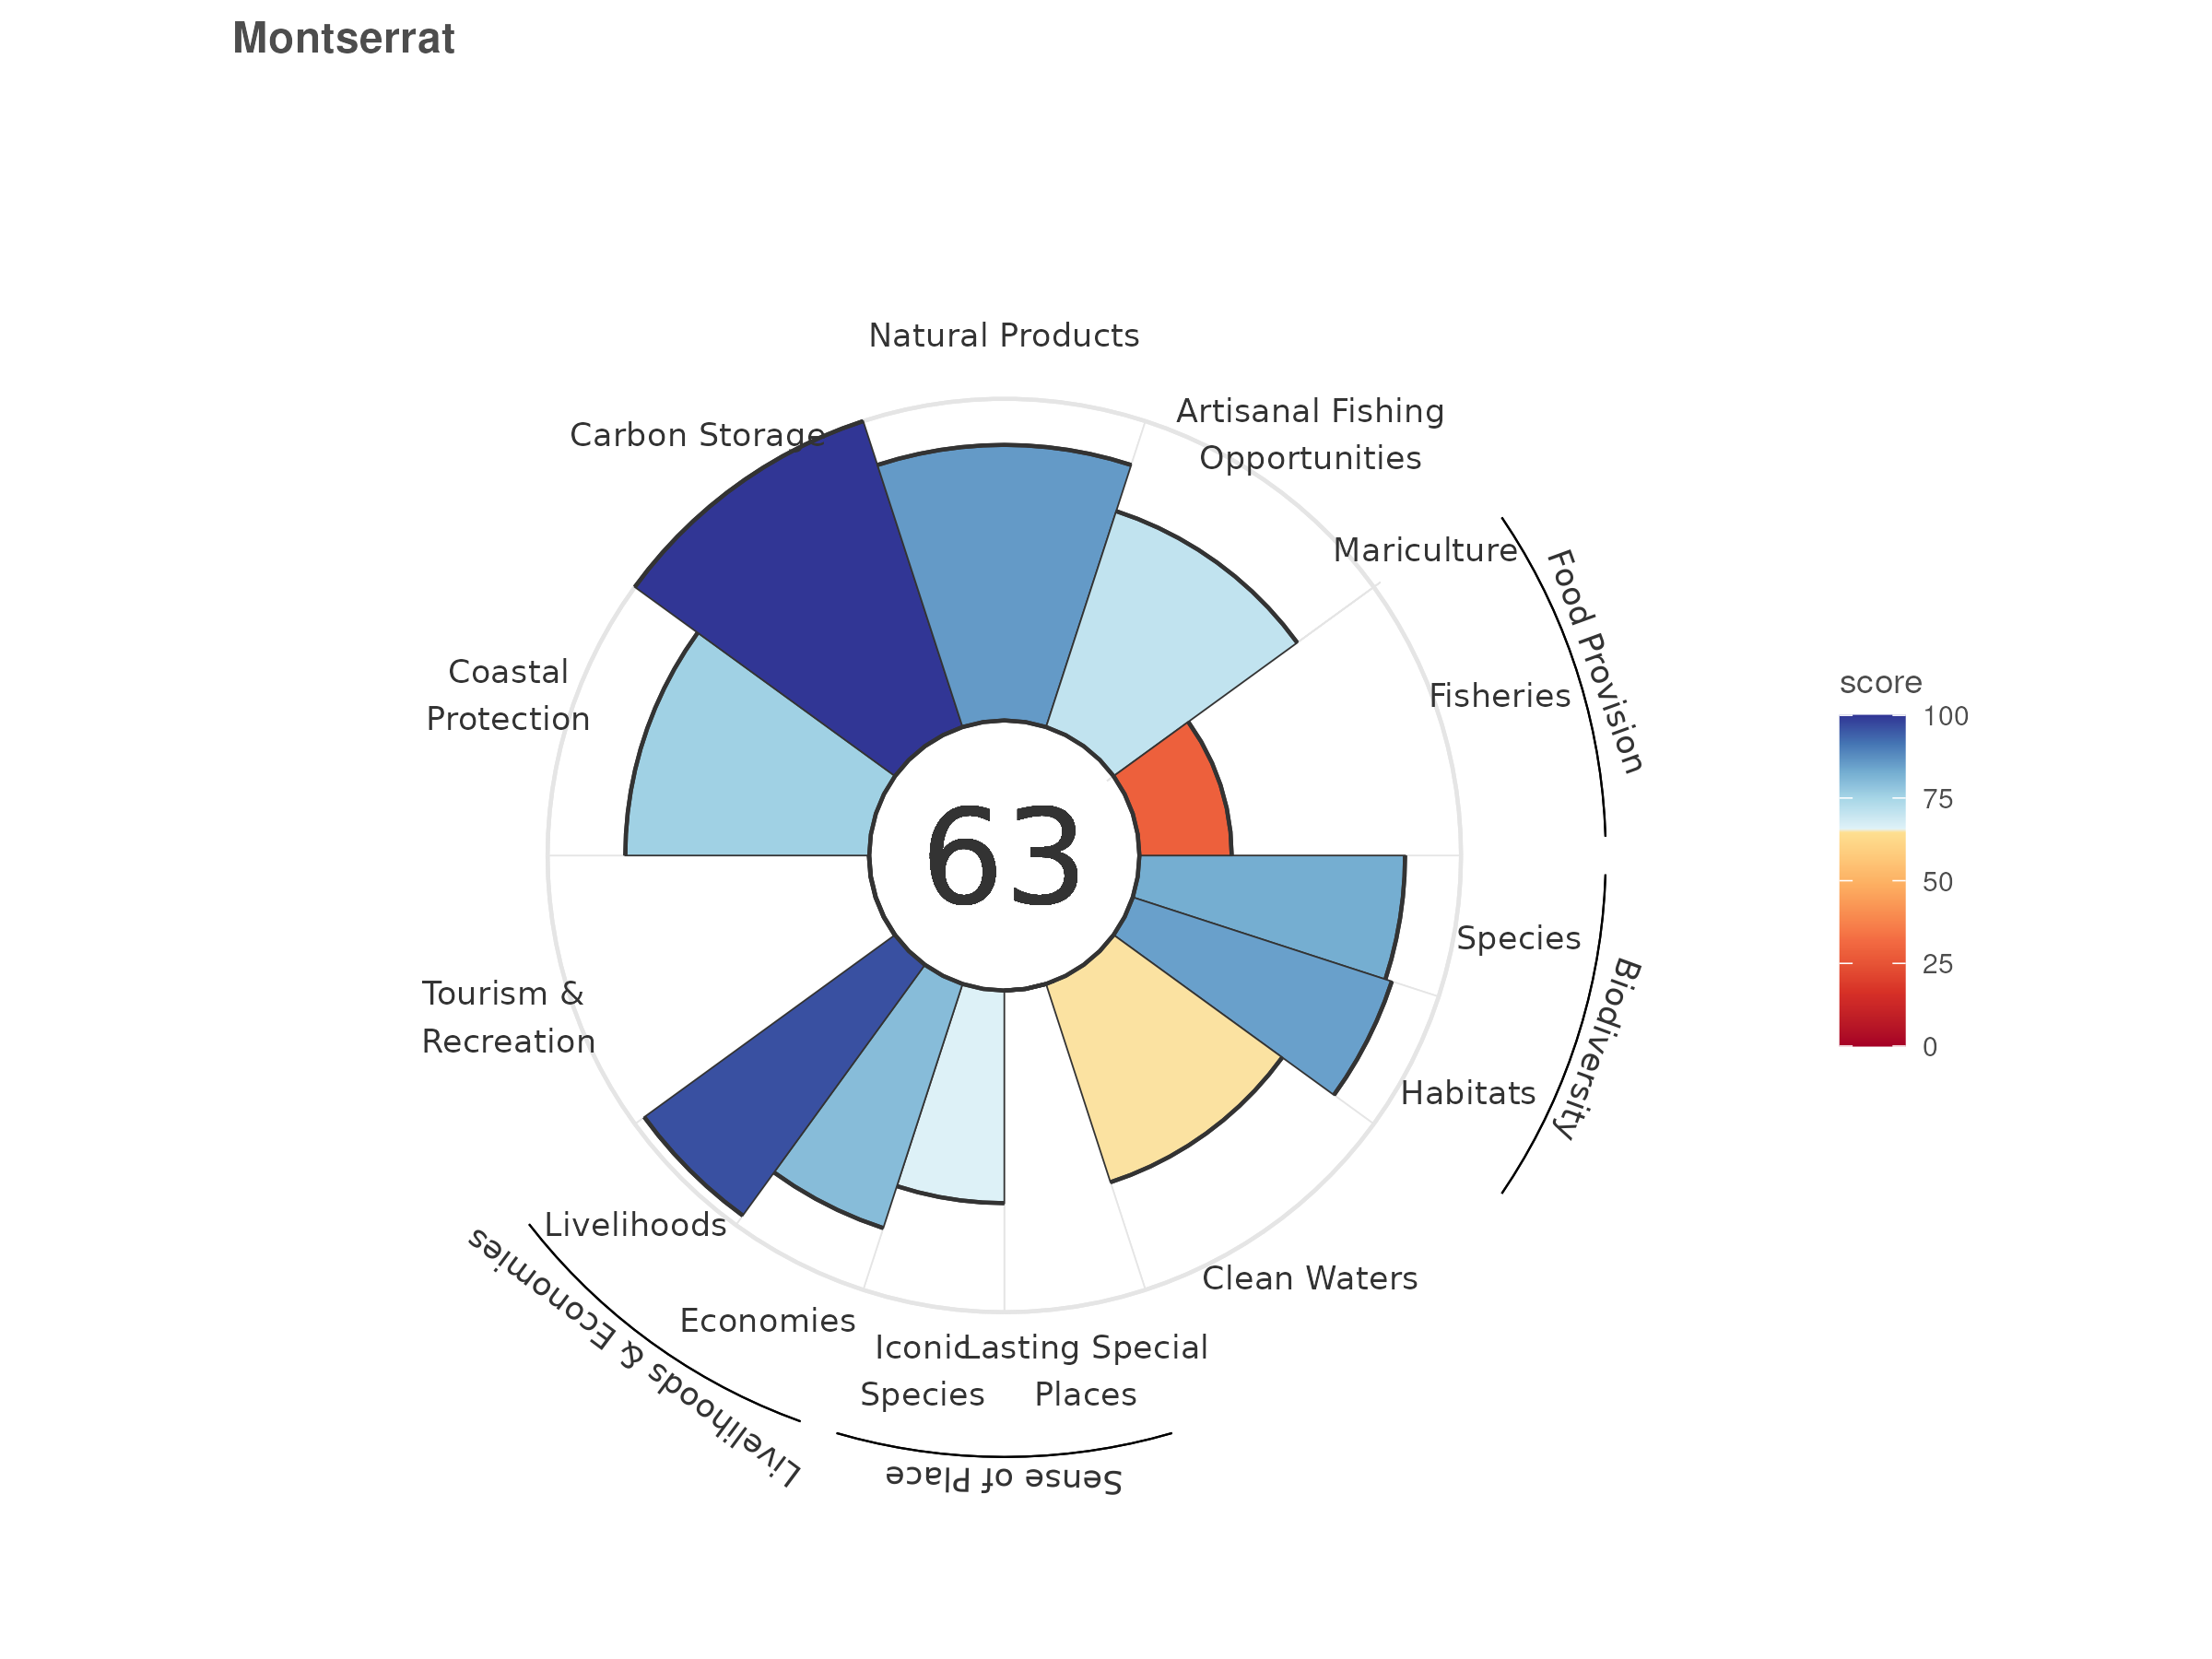 Montserrat
Natural Products
Artisanal Fishing
Opportunities
Carbon Storage
Mariculture
Food Provision
Fisheries
Coastal
Protection
score
100
75
50
25
0
63
Species
Biodiversity
Habitats
Tourism &
Recreation
Livelihoods
Livelihoods & Economies
Economies
Clean Waters
Iconic
Species
Lasting Special
Places
Sense of Place